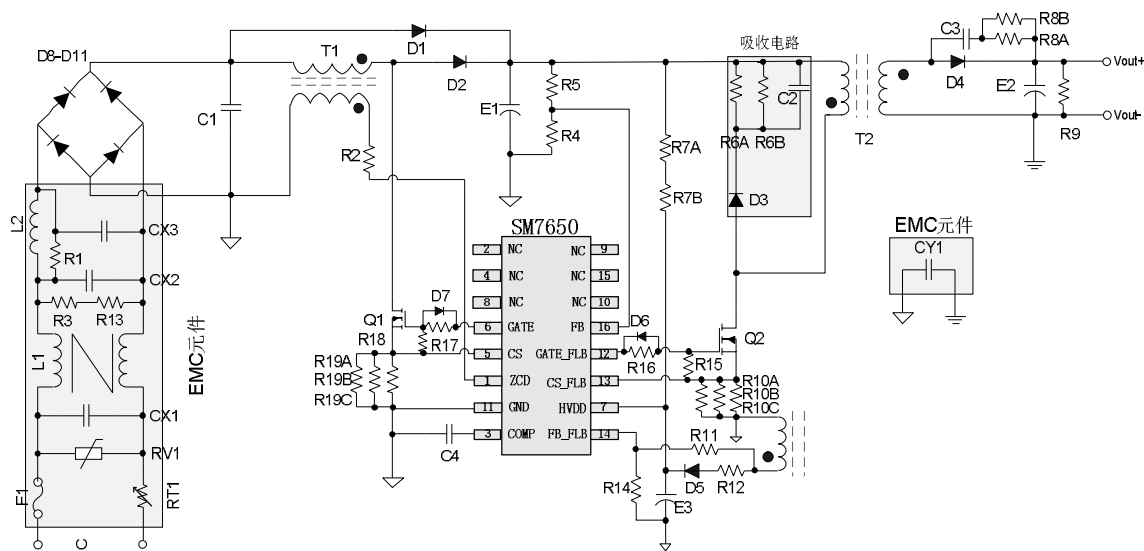 D8-D11
T1
D1
D2
C1
E1
R5
R4
R2
R7A
R7B
吸收电路
R6A
R6B
C2
D3
T2
C3
R8B
R8A
D4
E2
R9
Vout+
Vout-
L2
R1
CX3
CX2
R3
R13
L1
EMC元件
CX1
RV1
F1
RT1
C
SM7650
2
NC
NC
9
4
NC
NC
15
8
NC
NC
10
6
GATE
FB
16
5
CS
GATE_FLB
12
1
ZCD
CS_FLB
13
11
GND
HVDD
7
3
COMP
FB_FLB
14
Q1
D7
R18
R17
R19A
R19B
R19C
C4
D6
R16
R15
Q2
R10A
R10B
R10C
R11
R12
D5
R14
E3
EMC元件
CY1